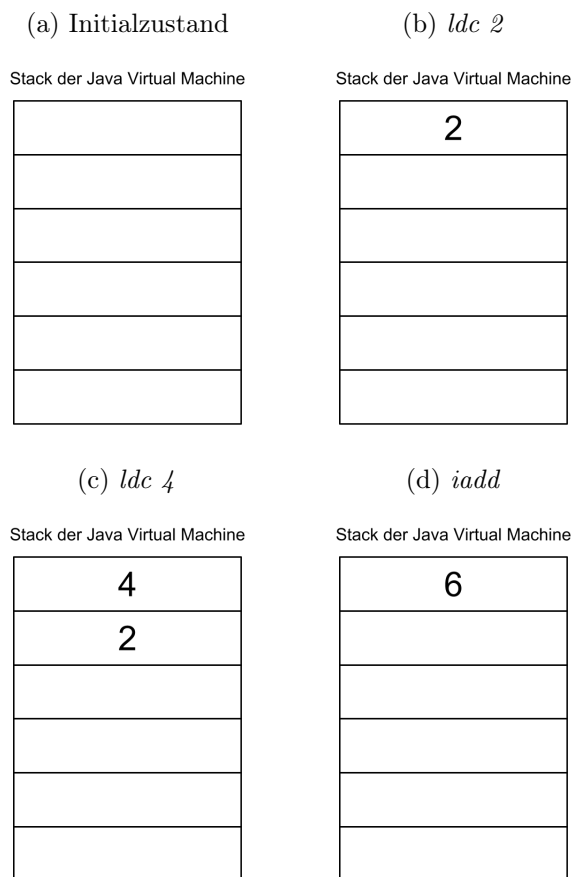 (a) Initialzustand
(b) ldc 2
Stack der Java Virtual Machine
Stack der Java Virtual Machine
2
(c) ldc 4
(d) iadd
Stack der Java Virtual Machine
Stack der Java Virtual Machine
4
6
2